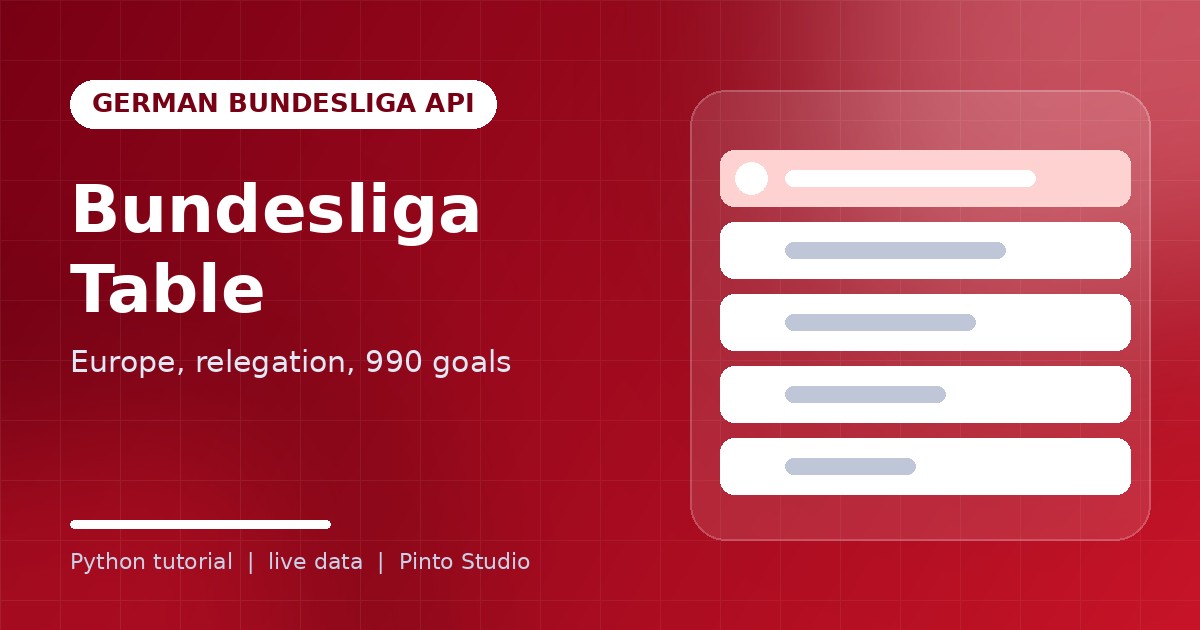 GERMAN BUNDESLIGA API
Bundesliga
Table
Europe, relegation, 990 goals
Python tutorial | live data | Pinto Studio